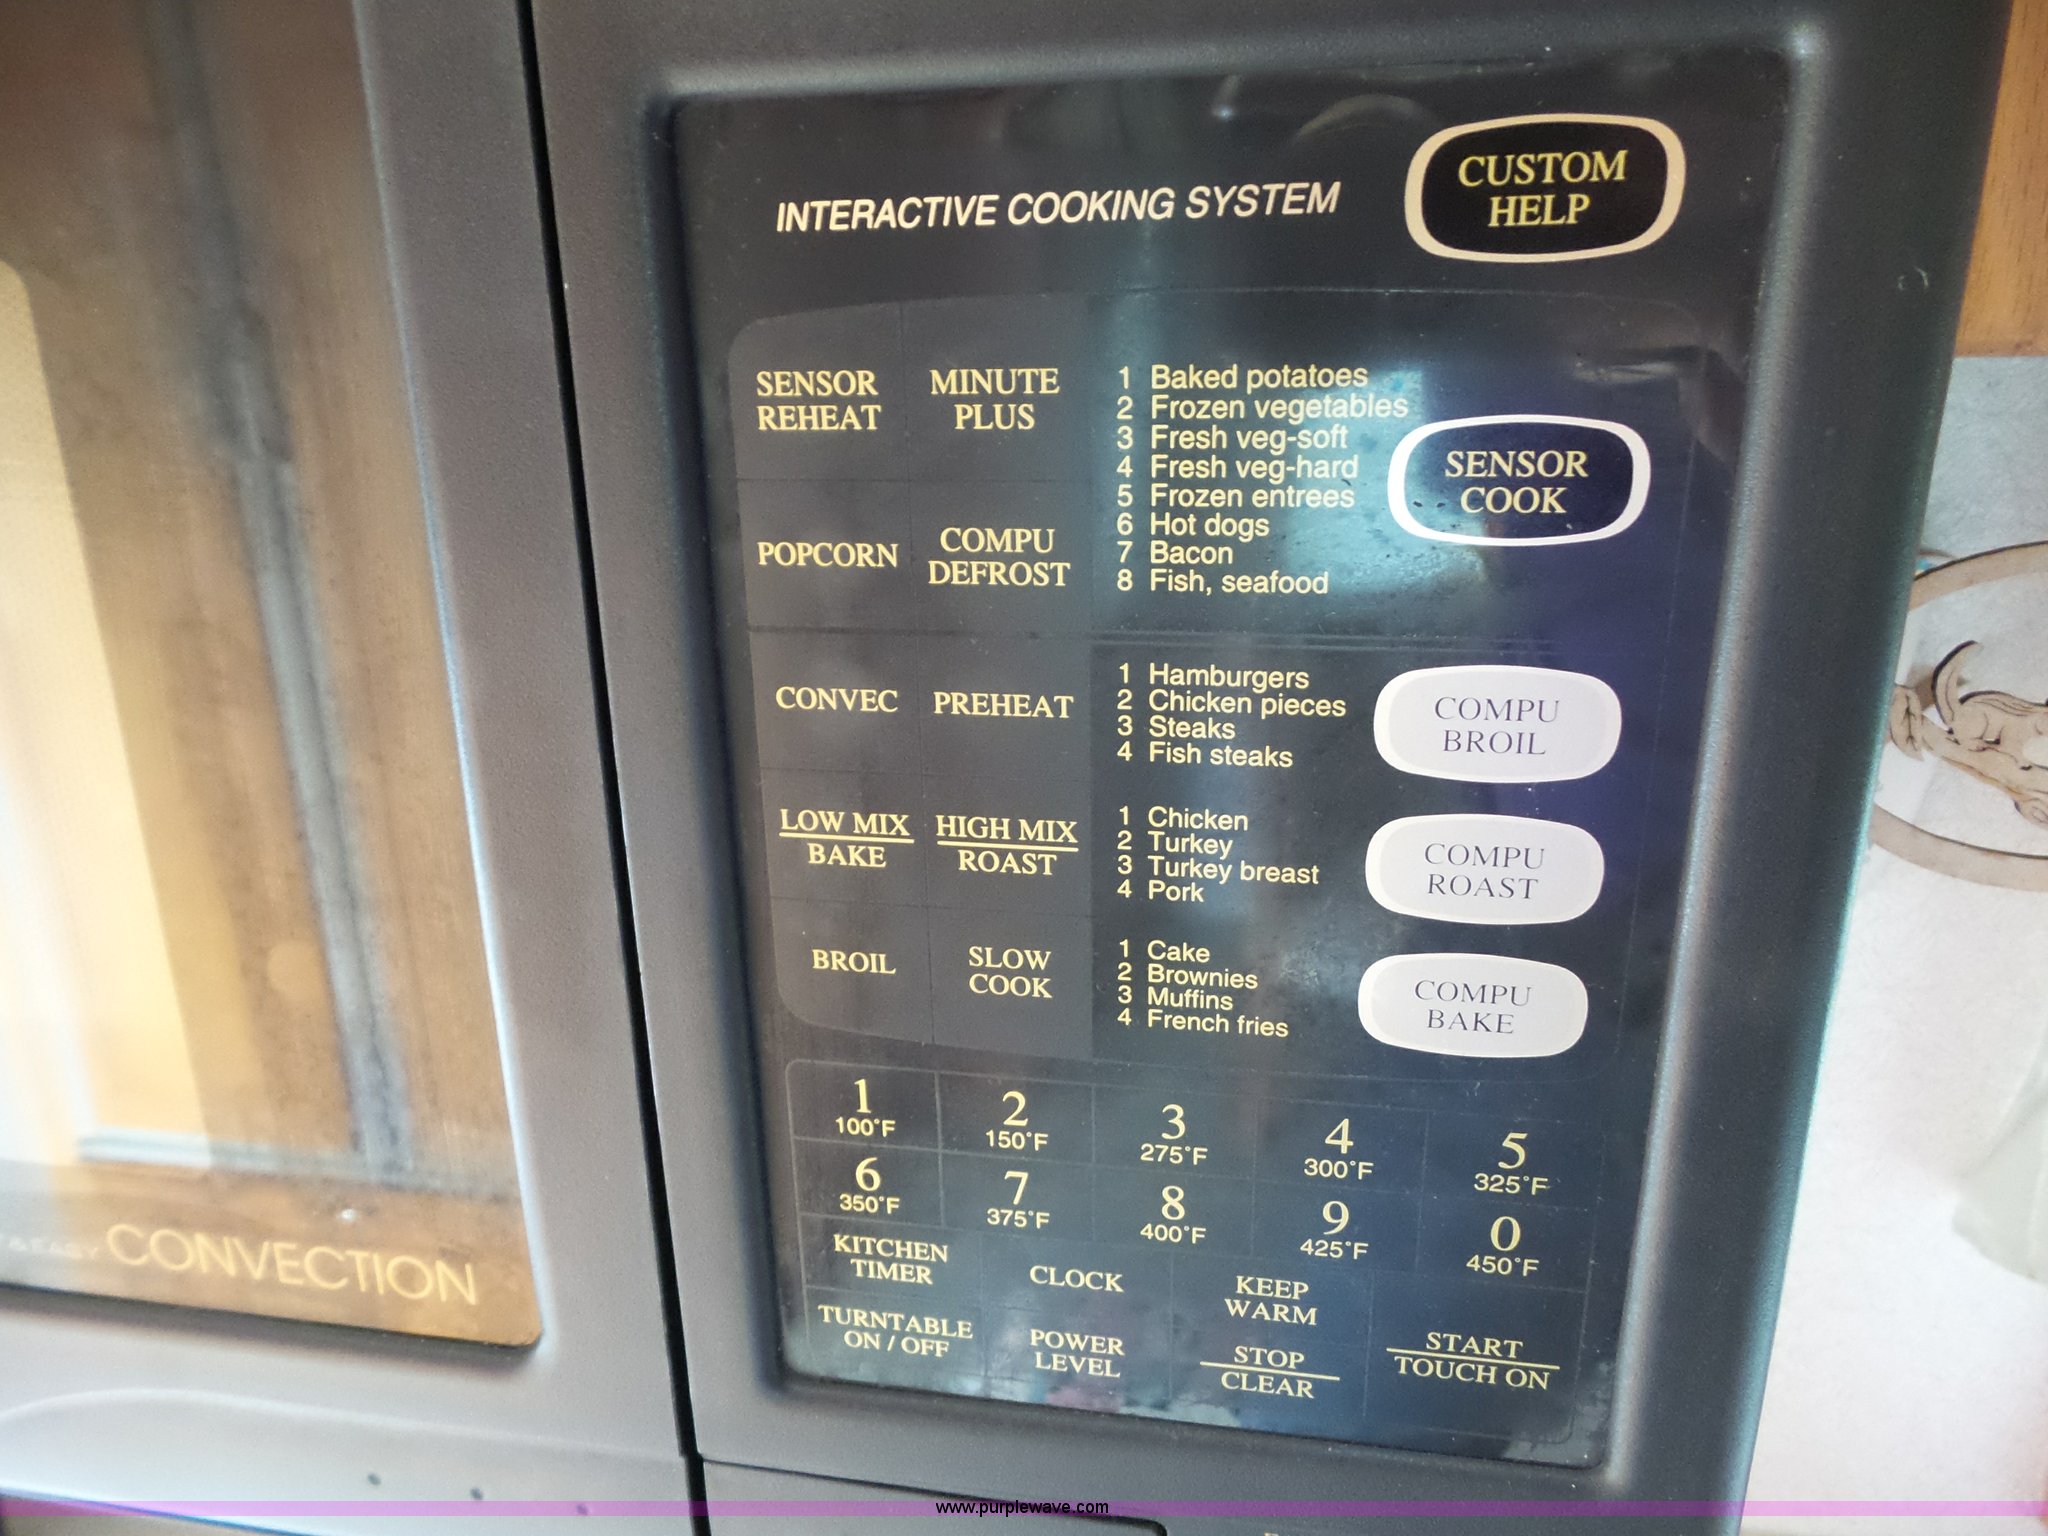 INTERACTIVE COOKING SYSTEM
CUSTOM
HELP
SENSOR
REHEAT
MINUTE
PLUS
POPCORN
COMPU
DEFROST
1 Baked potatoes
2 Frozen vegetables
3 Fresh veg-soft
4 Fresh veg-hard
5 Frozen entrees
6 Hot dogs
7 Bacon
8 Fish, seafood
SENSOR
COOK
CONVEC
PREHEAT
1 Hamburgers
2 Chicken pieces
3 Steaks
4 Fish steaks
COMPU
BROIL
LOW MIX
BAKE
HIGH MIX
ROAST
1 Chicken
2 Turkey
3 Turkey breast
4 Pork
COMPU
ROAST
BROIL
SLOW
COOK
1 Cake
2 Brownies
3 Muffins
4 French fries
COMPU
BAKE
1
100°F
2
150°F
3
275°F
4
300°F
5
325°F
6
350°F
7
375°F
8
400°F
9
425°F
0
450°F
KITCHEN
TIMER
CLOCK
KEEP
WARM
TURNTABLE
ON / OFF
POWER
LEVEL
STOP
CLEAR
START
TOUCH ON
CONVECTION
www.purplewave.com